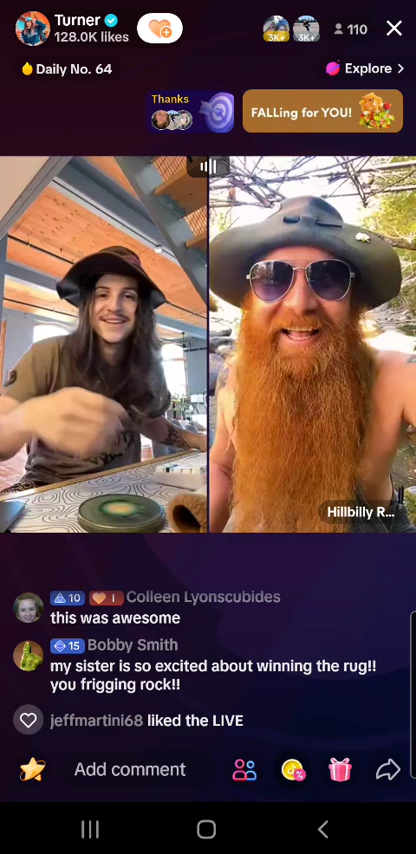 Turner
128.0K likes
3K+
3K+
110
Daily No. 64
Explore >
Thanks
FALLing for YOU!
Hillbilly R...
10
I
Colleen Lyonscubides
this was awesome
15
Bobby Smith
my sister is so excited about winning the rug!!
you frigging rock!!
jeffmartini68 liked the LIVE
Add comment